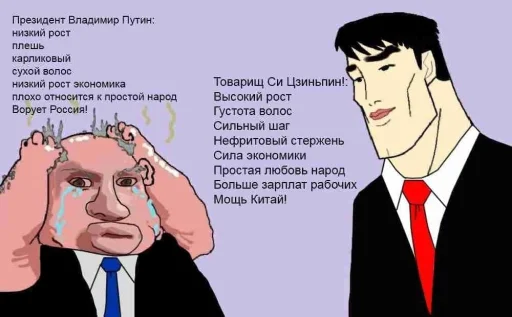 Президент Владимир Путин:
низкий рост
плешь
карликовый
сухой волос
низкий рост экономика
плохо относится к простой народ
Ворует Россия!
Товарищ Си Цзиньпин!:
Высокий рост
Густота волос
Сильный шаг
Нефритовый стержень
Сила экономики
Простая любовь народ
Больше зарплат рабочих
Мощь Китай!